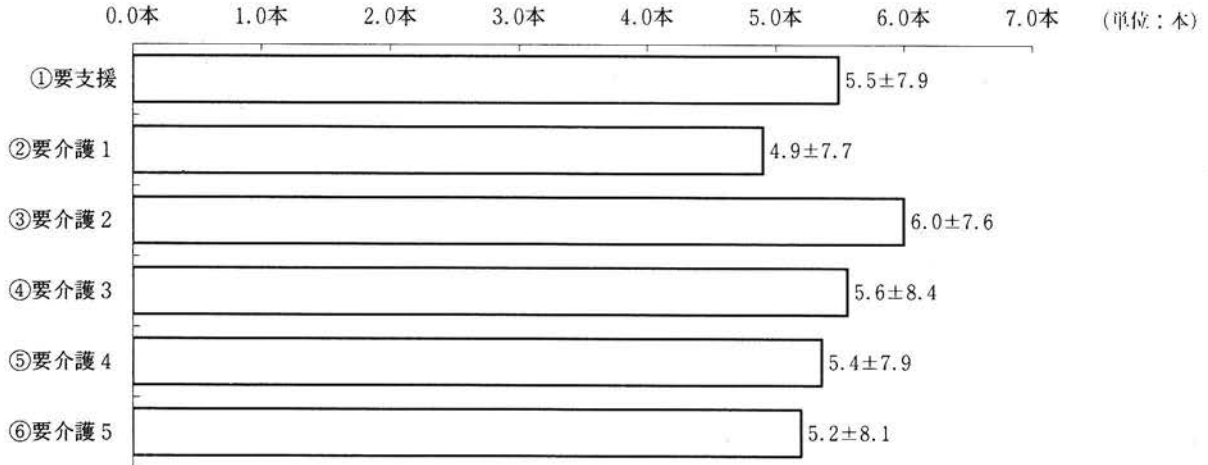 0.0本 1.0本 2.0本 3.0本 4.0本 5.0本 6.0本 7.0本 (単位：本)
①要支援 5.5±7.9
②要介護1 4.9±7.7
③要介護2 6.0±7.6
④要介護3 5.6±8.4
⑤要介護4 5.4±7.9
⑥要介護5 5.2±8.1